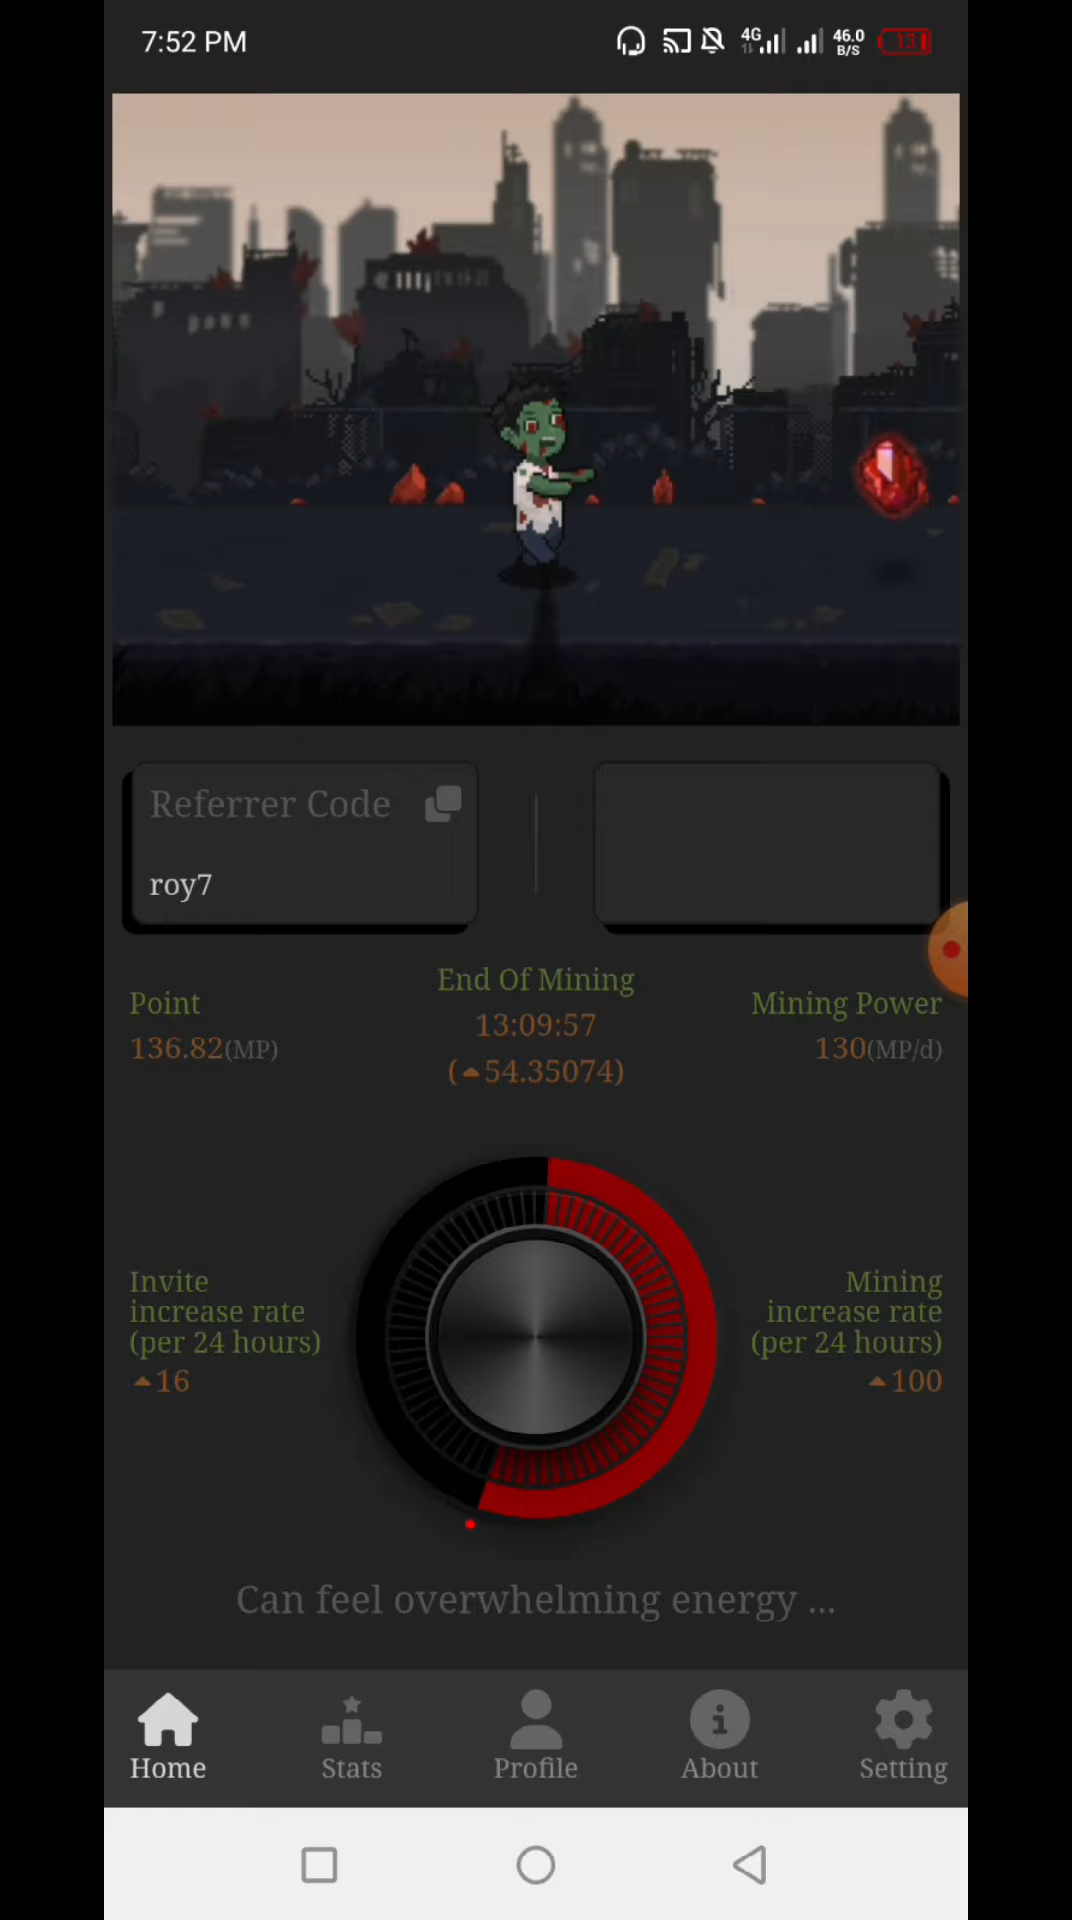 7:52 PM
4G
46.0
B/S
13
Referrer Code
roy7
End Of Mining
13:09:57
(54.35074)
Point
136.82(MP)
Mining Power
130(MP/d)
Invite
increase rate
(per 24 hours)
16
Mining
increase rate
(per 24 hours)
100
Can feel overwhelming energy ...
Home
Stats
Profile
About
Setting